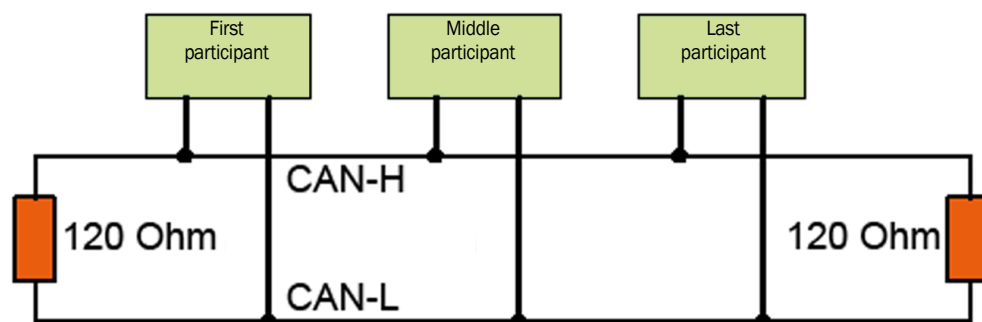 First
participant
Middle
participant
Last
participant
CAN-H
120 Ohm
120 Ohm
CAN-L